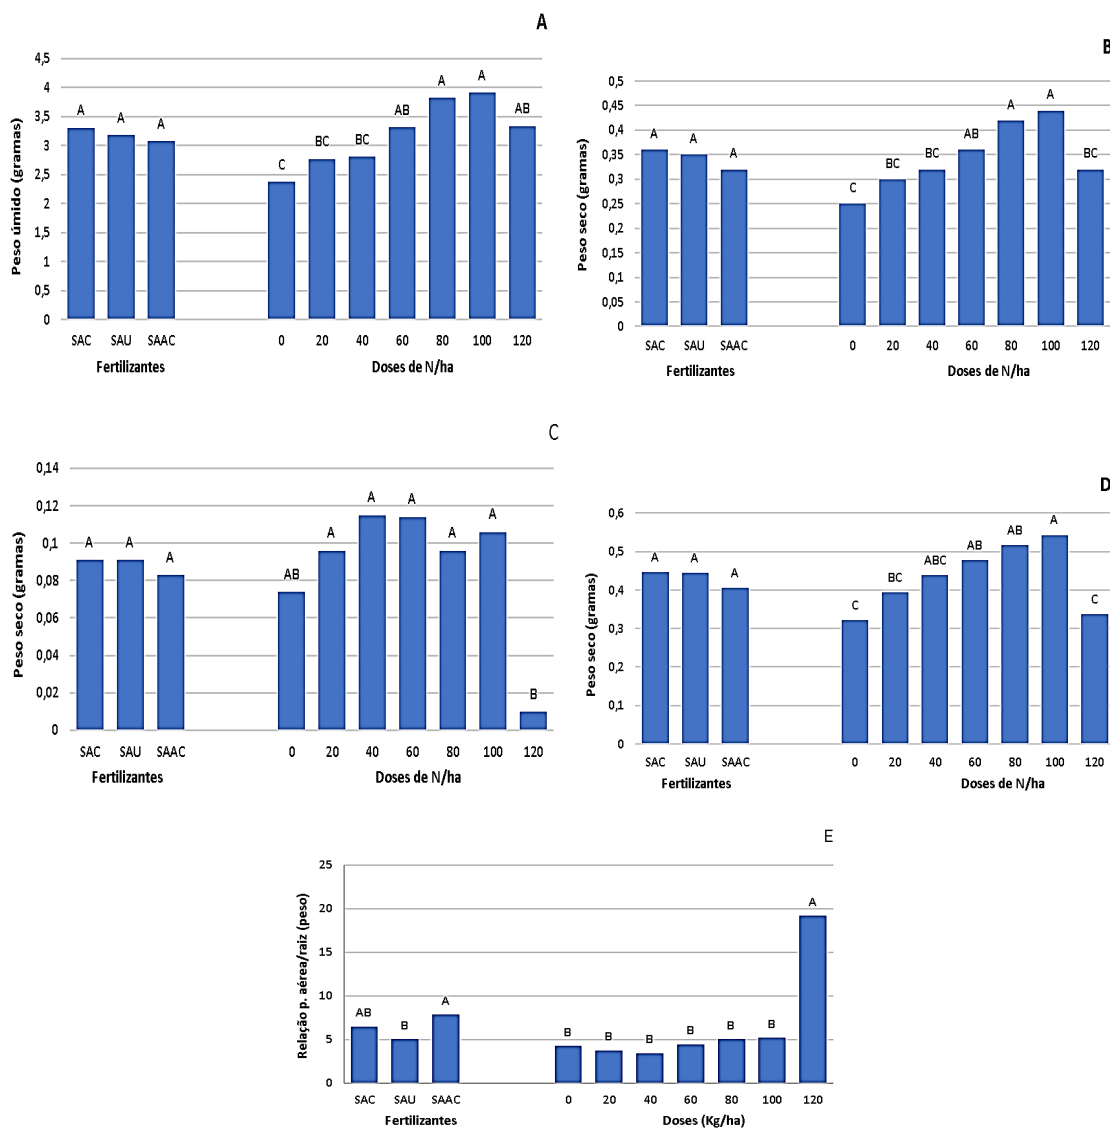 A
4,5
4
3,5
3
2,5
2
1,5
1
0,5
0
Peso úmido (gramas)
A
A
A
C
BC
BC
AB
A
A
AB
SAC SAU SAAC 0 20 40 60 80 100 120
Fertilizantes Doses de N/ha
B
0,5
0,45
0,4
0,35
0,3
0,25
0,2
0,15
0,1
0,05
0
Peso seco (gramas)
A
A
A
C
BC
BC
AB
A
A
BC
SAC SAU SAAC 0 20 40 60 80 100 120
Fertilizantes Doses de N/ha
C
0,14
0,12
0,1
0,08
0,06
0,04
0,02
0
Peso seco (gramas)
A
A
A
AB
A
A
A
A
A
B
SAC SAU SAAC 0 20 40 60 80 100 120
Fertilizantes Doses de N/ha
D
0,6
0,5
0,4
0,3
0,2
0,1
0
Peso seco (gramas)
A
A
A
C
BC
ABC
AB
AB
A
C
SAC SAU SAAC 0 20 40 60 80 100 120
Fertilizantes Doses de N/ha
E
25
20
15
10
5
0
Relação p. aérea/raiz (peso)
AB
B
A
B
B
B
B
B
B
A
SAC SAU SAAC 0 20 40 60 80 100 120
Fertilizantes Doses (Kg/ha)